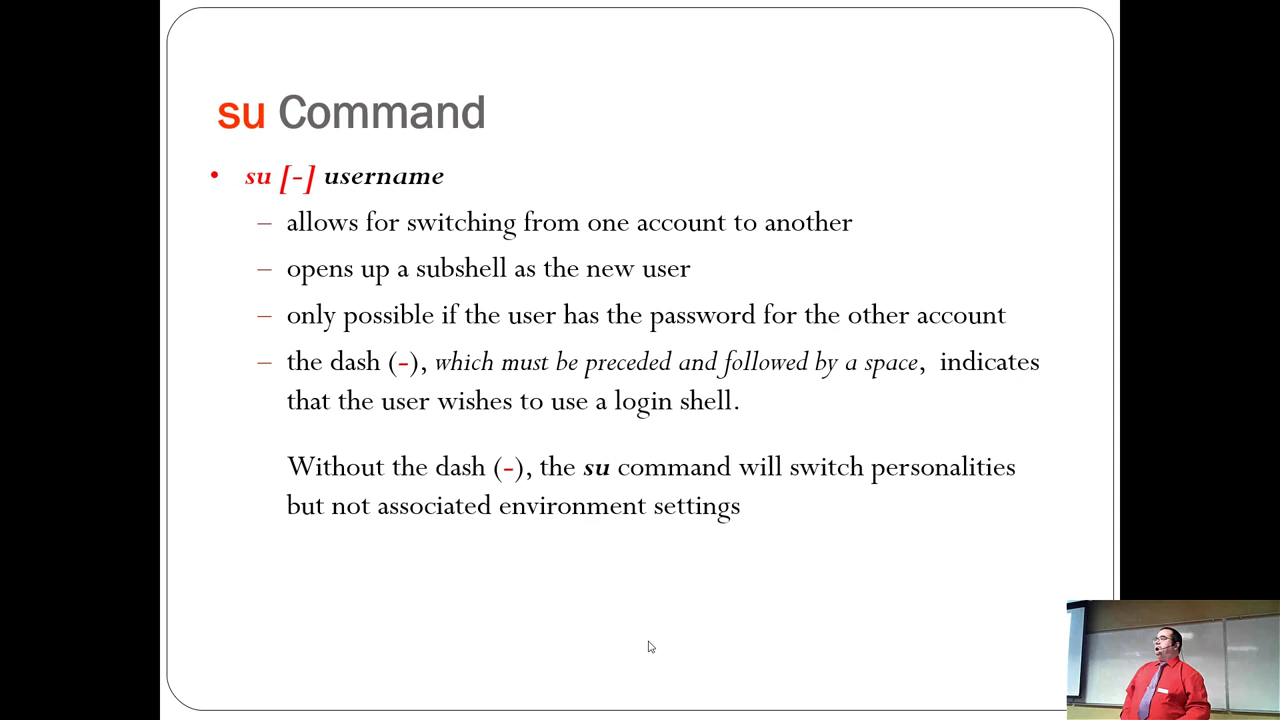 su Command
• su [-] username
– allows for switching from one account to another
– opens up a subshell as the new user
– only possible if the user has the password for the other account
– the dash (-), which must be preceded and followed by a space, indicates
that the user wishes to use a login shell.
Without the dash (-), the su command will switch personalities
but not associated environment settings